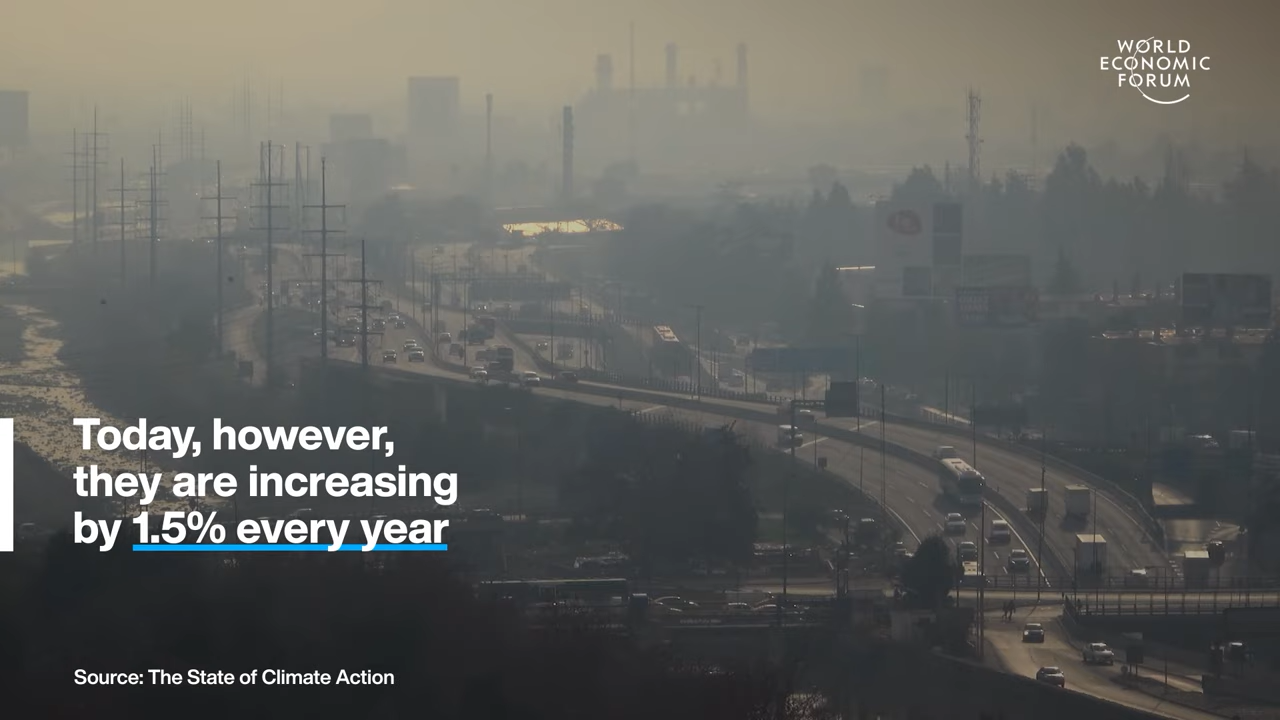 WORLD
ECONOMIC
FORUM
Today, however,
they are increasing
by 1.5% every year
Source: The State of Climate Action